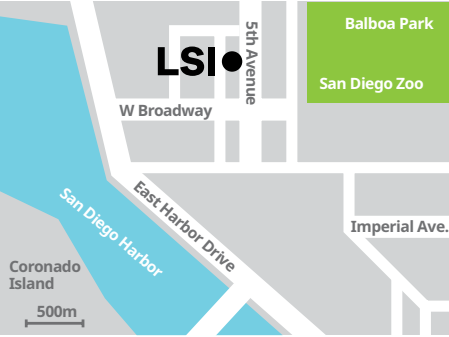 Balboa Park
5th Avenue
LSI
San Diego Zoo
W Broadway
East Harbor Drive
San Diego Harbor
Imperial Ave.
Coronado
Island
500m